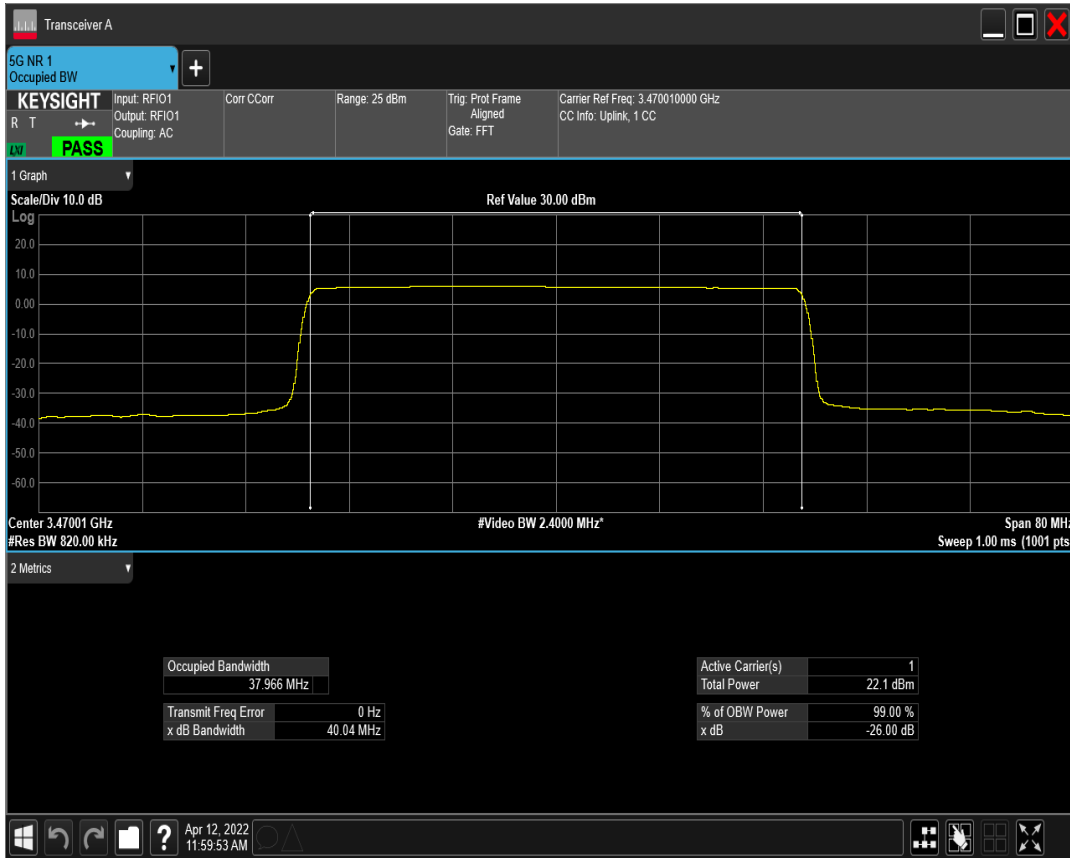 Transceiver A
5G NR 1
Occupied BW
KEYSIGHT
R T
LXI
PASS
Input: RFIO1
Output: RFIO1
Coupling: AC
Corr CCorr
Range: 25 dBm
Trig: Prot Frame
Aligned
Gate: FFT
Carrier Ref Freq: 3.470010000 GHz
CC Info: Uplink, 1 CC
1 Graph
Scale/Div 10.0 dB
Ref Value 30.00 dBm
Log
20.0
10.0
0.00
-10.0
-20.0
-30.0
-40.0
-50.0
-60.0
Center 3.47001 GHz
#Video BW 2.4000 MHz*
Span 80 MHz
#Res BW 820.00 kHz
Sweep 1.00 ms (1001 pts
2 Metrics
Occupied Bandwidth
37.966 MHz
Transmit Freq Error 0 Hz
x dB Bandwidth 40.04 MHz
Active Carrier(s) 1
Total Power 22.1 dBm
% of OBW Power 99.00 %
x dB -26.00 dB
?
Apr 12, 2022
11:59:53 AM